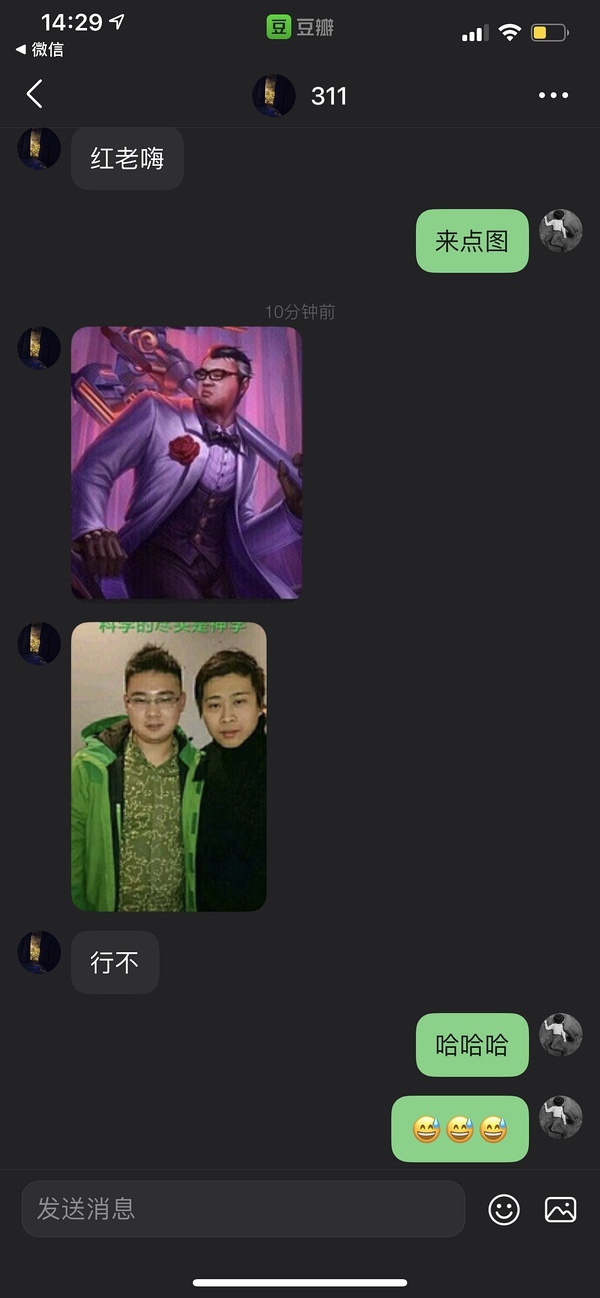 14:29
豆 豆瓣
微信
311
红老嗨
来点图
10分钟前
科学的尽头是神学
行不
哈哈哈
😅😅😅
发送消息